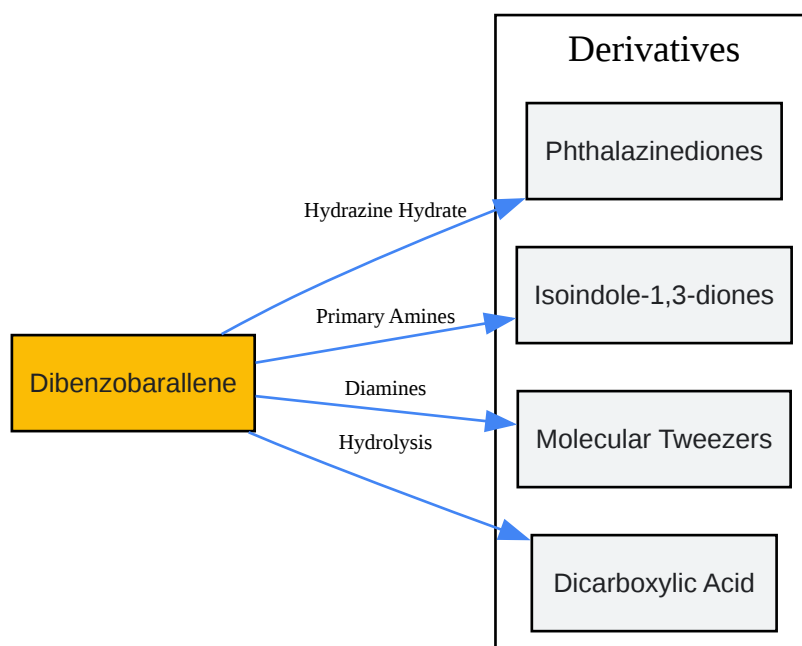 Derivatives
Phthalazinediones
Hydrazine Hydrate
Isoindole-1,3-diones
Primary Amines
Dibenzobarallene
Diamines
Molecular Tweezers
Hydrolysis
Dicarboxylic Acid